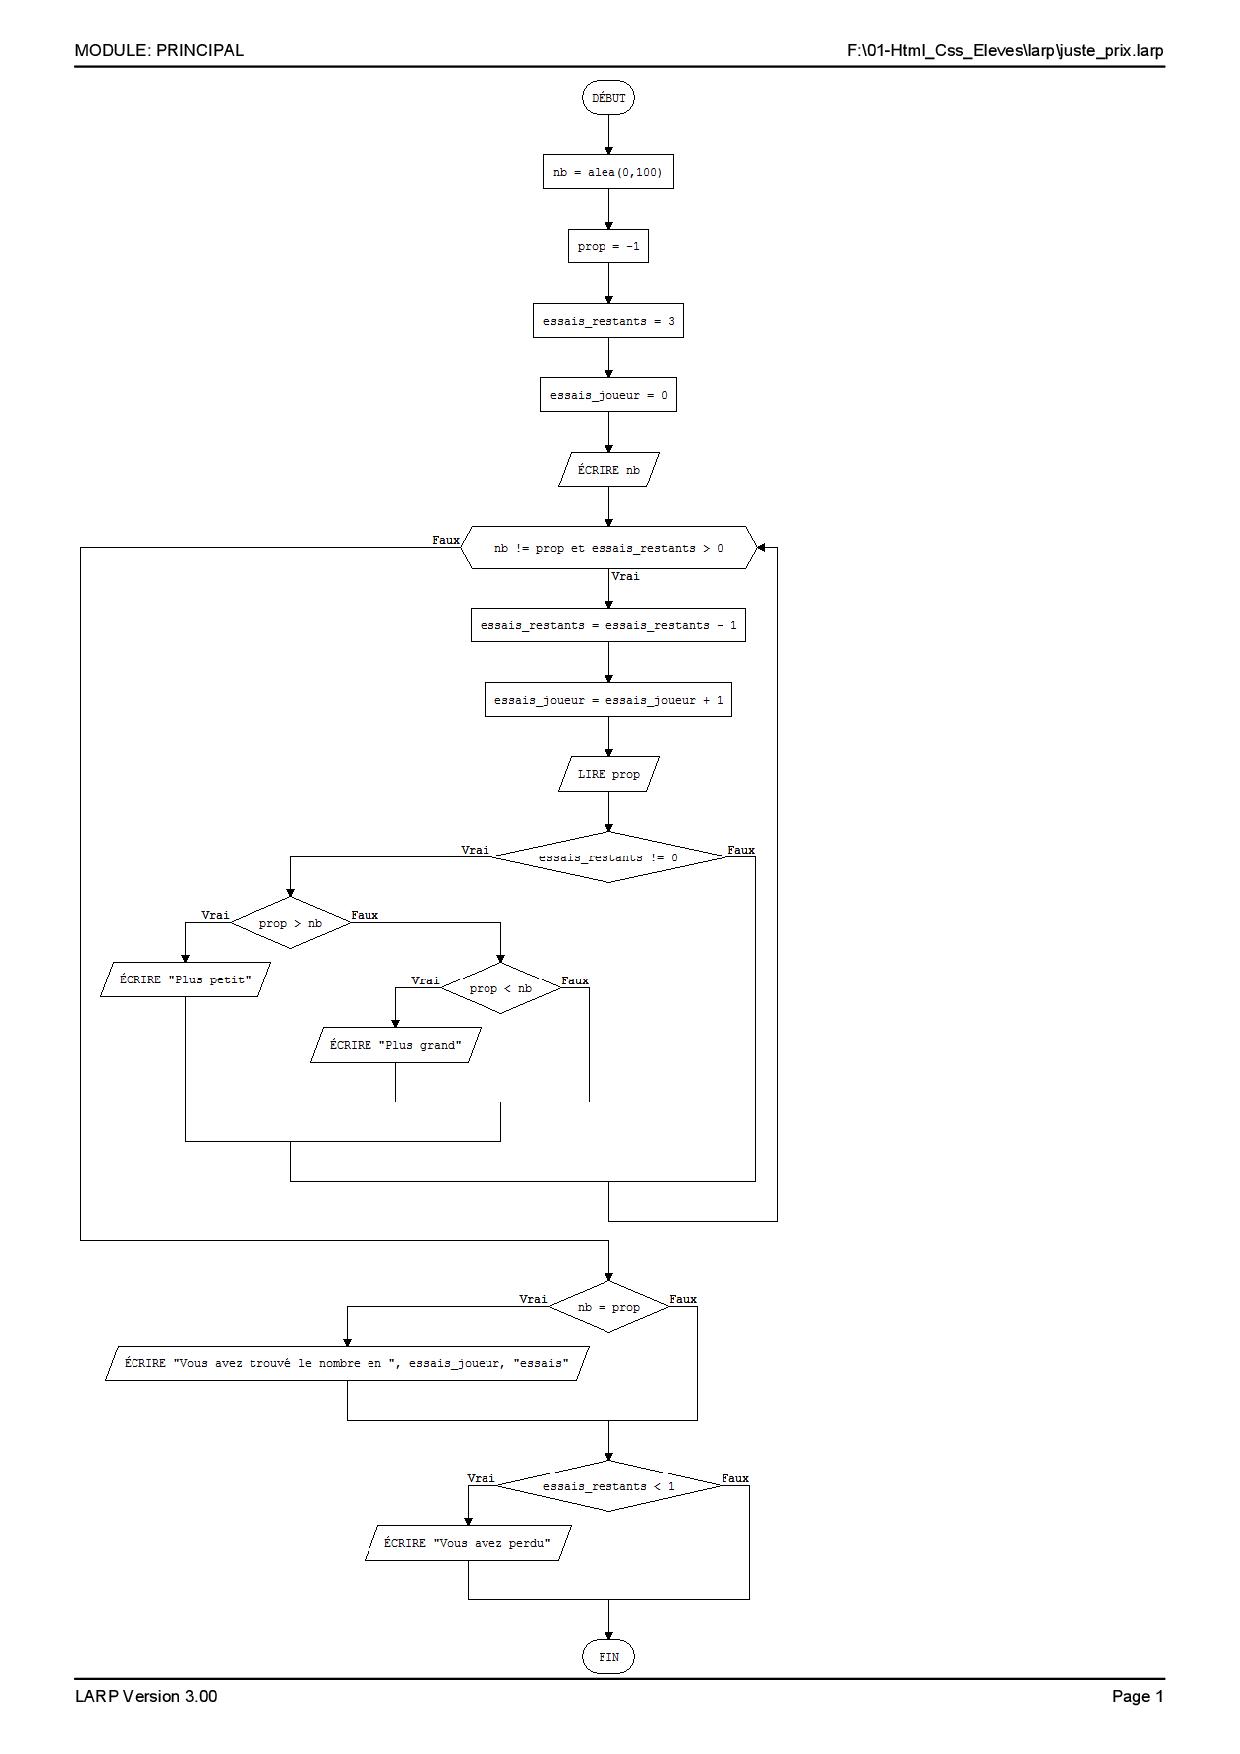 MODULE: PRINCIPAL
F:\01-Html_Css_Eleves\larp\juste_prix.larp
DÉBUT
nb = alea(0,100)
prop = -1
essais_restants = 3
essais_joueur = 0
ÉCRIRE nb
Faux
nb != prop et essais_restants > 0
Vrai
essais_restants = essais_restants - 1
essais_joueur = essais_joueur + 1
LIRE prop
Vrai
essais_restants != 0
Faux
Vrai
prop > nb
Faux
ÉCRIRE "Plus petit"
Vrai
prop < nb
Faux
ÉCRIRE "Plus grand"
Vrai
nb = prop
Faux
ÉCRIRE "Vous avez trouvé le nombre en ", essais_joueur, "essais"
Vrai
essais_restants < 1
Faux
ÉCRIRE "Vous avez perdu"
FIN
LARP Version 3.00
Page 1